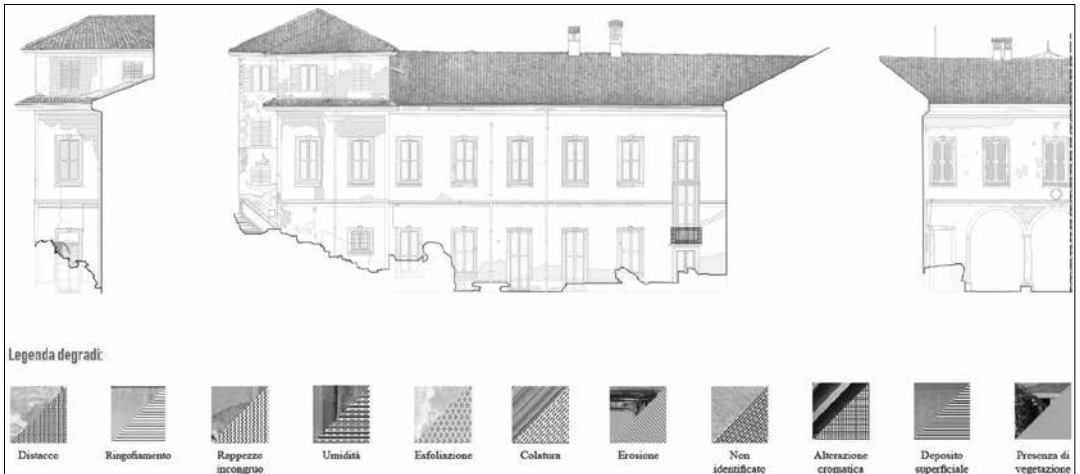 Legenda degradi:
Distacco
Ringofiamento
Rappezzo
incongruo
Umidità
Esfoliazione
Colatura
Erosione
Non
identificato
Alterazione
cromatica
Deposito
superficiale
Presenza di
vegetazione